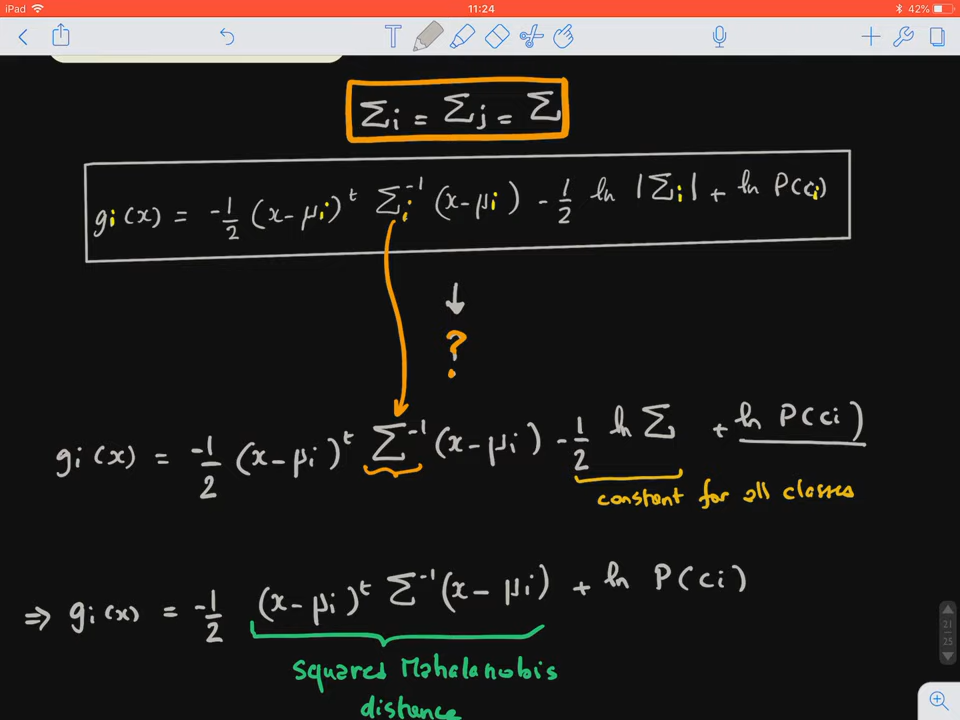 iPad 11:24 42%
Σi = Σj = Σ
gi(x) = -1/2 (x-μi)^t Σi^-1 (x-μi) - 1/2 ln |Σi| + ln P(ci)
↓
?
gi(x) = -1/2 (x-μi)^t Σ^-1 (x-μi) - 1/2 ln Σ + ln P(ci)
constant for all classes
⇒ gi(x) = -1/2 (x-μi)^t Σ^-1 (x-μi) + ln P(ci)
21
25
squared Mahalanobis
distance